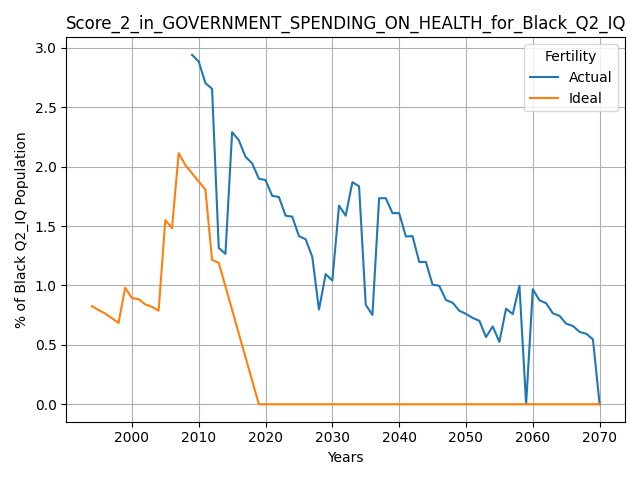 Score_2_in_GOVERNMENT_SPENDING_ON_HEALTH_for_Black_Q2_IQ
Fertility
Actual
Ideal
% of Black Q2_IQ Population
3.0
2.5
2.0
1.5
1.0
0.5
0.0
2000 2010 2020 2030 2040 2050 2060 2070
Years